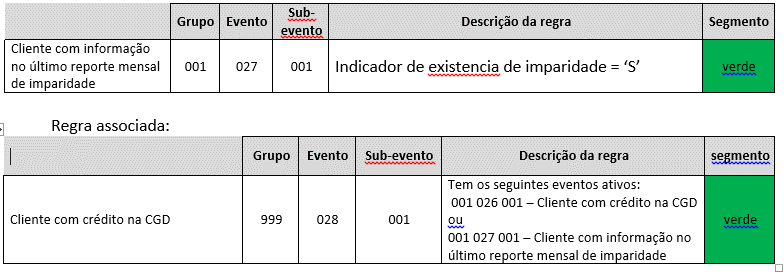 Grupo Evento Sub-evento Descrição da regra Segmento
Cliente com informação
no último reporte mensal
de imparidade
001 027 001 Indicador de existencia de imparidade = ‘S’ verde
Regra associada:
Grupo Evento Sub-evento Descrição da regra segmento
Cliente com crédito na CGD 999 028 001
Tem os seguintes eventos ativos:
001 026 001 – Cliente com crédito na CGD
ou
001 027 001 – Cliente com informação no
último reporte mensal de imparidade
verde